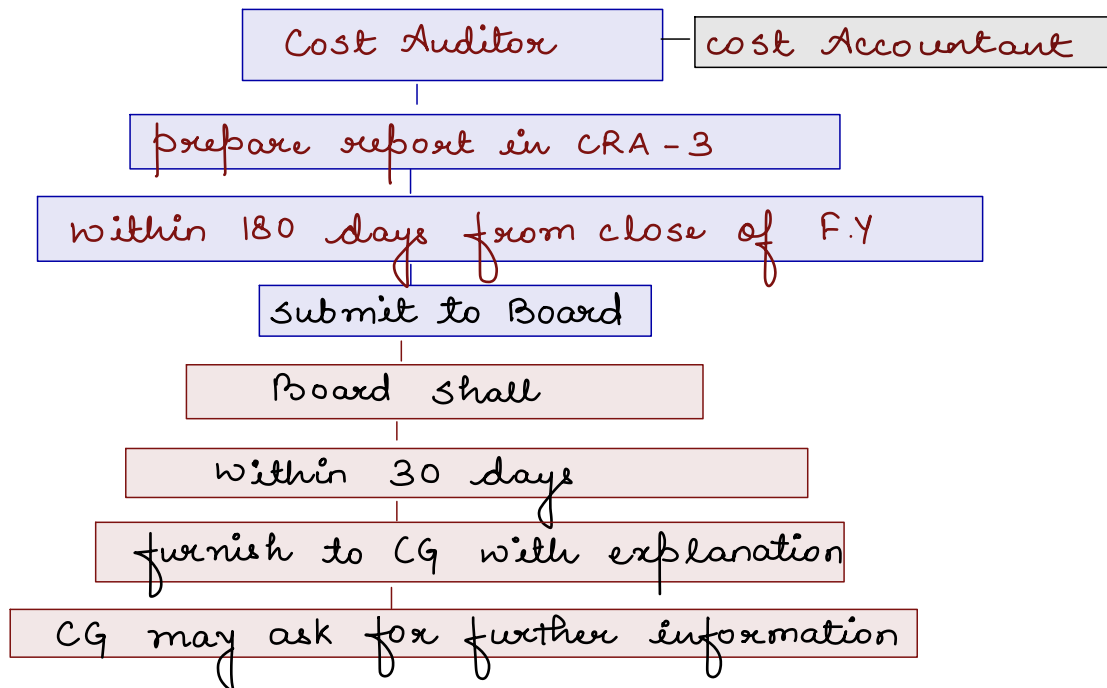 Cost Auditor
cost Accountant
prepare report in CRA-3
within 180 days from close of F.Y
submit to Board
Board shall
within 30 days
furnish to CG with explanation
CG may ask for further information